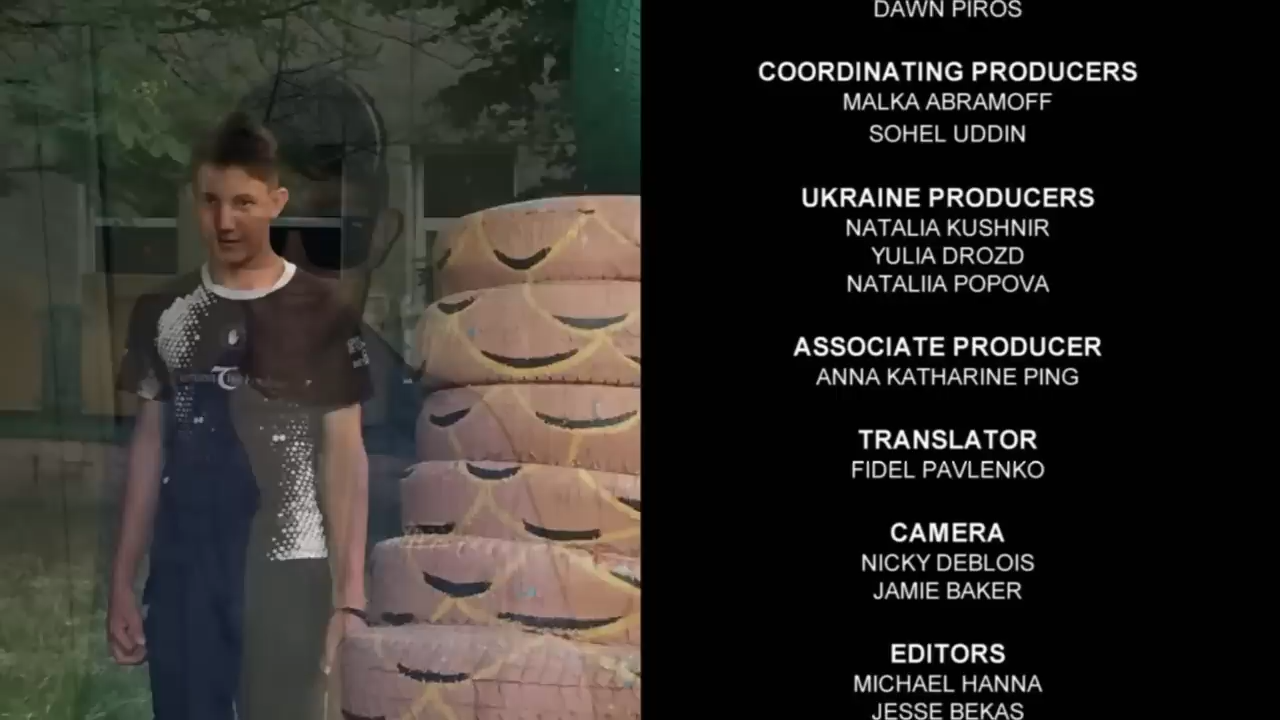 DAWN PIROS
COORDINATING PRODUCERS
MALKA ABRAMOFF
SOHEL UDDIN
UKRAINE PRODUCERS
NATALIA KUSHNIR
YULIA DROZD
NATALIIA POPOVA
ASSOCIATE PRODUCER
ANNA KATHARINE PING
TRANSLATOR
FIDEL PAVLENKO
CAMERA
NICKY DEBLOIS
JAMIE BAKER
EDITORS
MICHAEL HANNA
JESSE BEKAS